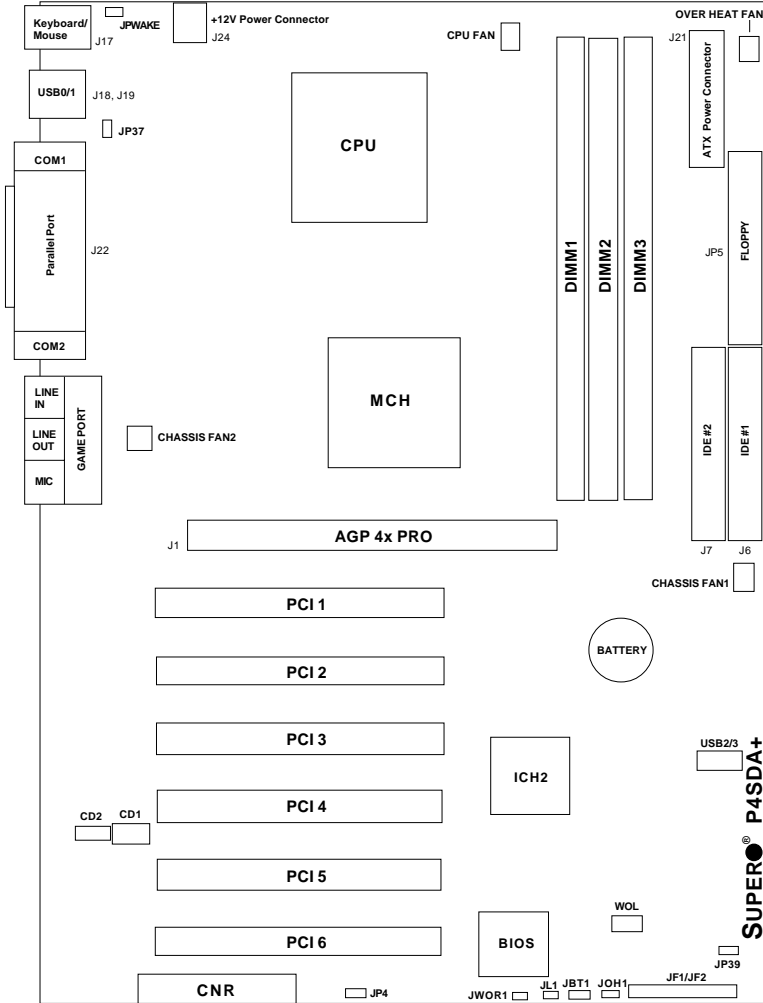 Keyboard/
Mouse
J17
JPWAKE
+12V Power Connector
J24
CPU FAN
OVER HEAT FAN
J21
ATX Power Connector
USB0/1
J18, J19
JP37
COM1
CPU
Parallel Port
J22
DIMM1
DIMM2
DIMM3
JP5
FLOPPY
COM2
LINE
IN
LINE
OUT
MIC
GAME PORT
CHASSIS FAN2
MCH
IDE #2
IDE #1
J1
AGP 4x PRO
J7
J6
CHASSIS FAN1
PCI 1
BATTERY
PCI 2
PCI 3
USB2/3
ICH2
PCI 4
CD2
CD1
SUPER® P4SDA+
PCI 5
WOL
PCI 6
BIOS
JP39
CNR
JP4
JWOR1
JL1
JBT1
JOH1
JF1/JF2